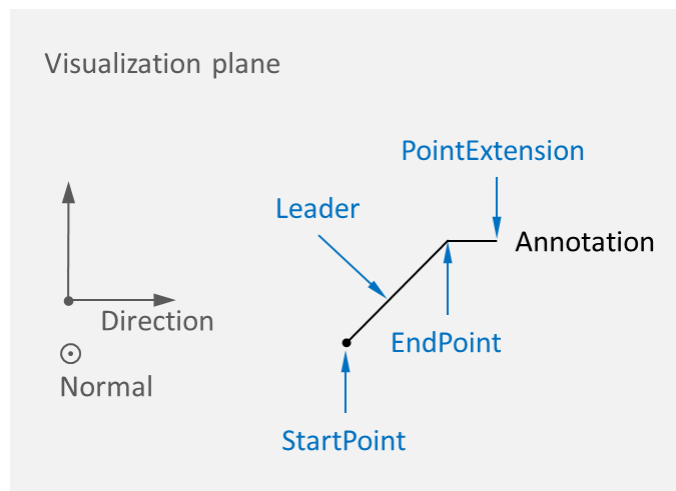 Visualization plane
PointExtension
Leader
Annotation
Direction
EndPoint
Normal
StartPoint